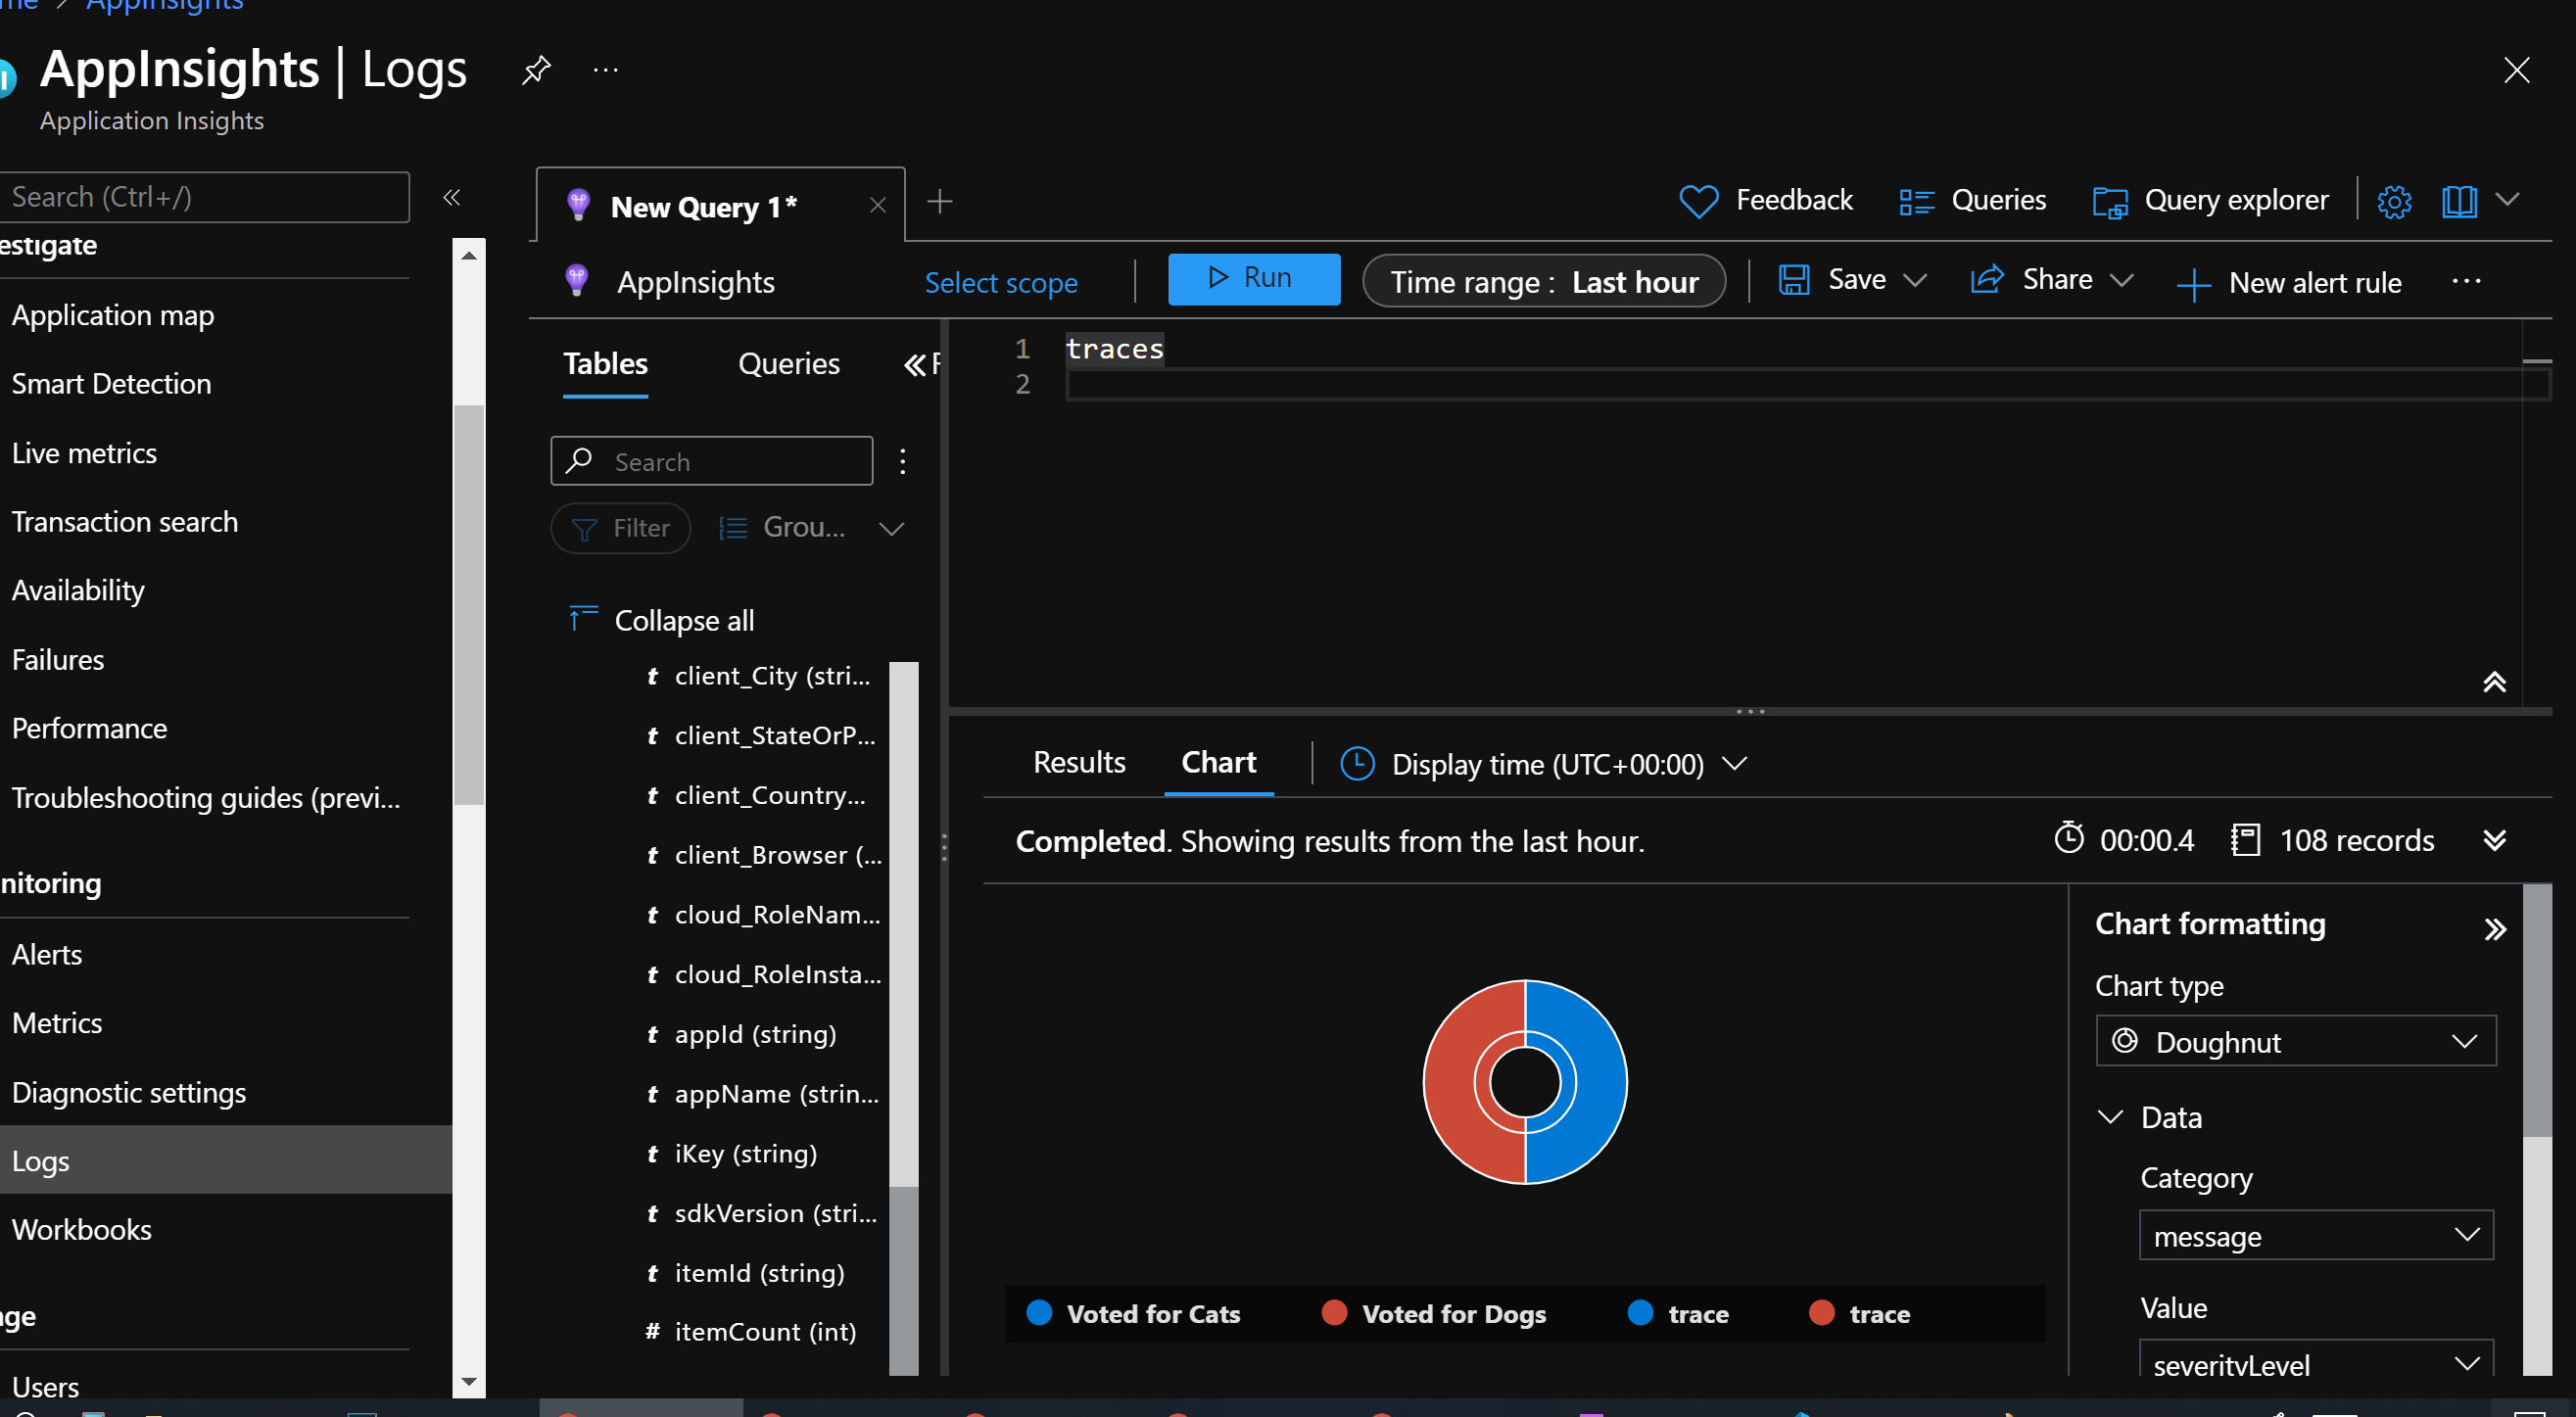 AppInsights
AppInsights | Logs
Application Insights
Search (Ctrl+/)
estigate
Application map
Smart Detection
Live metrics
Transaction search
Availability
Failures
Performance
Troubleshooting guides (previ...
nitoring
Alerts
Metrics
Diagnostic settings
Logs
Workbooks
ge
Users
New Query 1*
Feedback
Queries
Query explorer
AppInsights
Select scope
Run
Time range : Last hour
Save
Share
New alert rule
Tables
Queries
Search
Filter
Grou...
Collapse all
t client_City (stri...
t client_StateOrP...
t client_Country...
t client_Browser (...
t cloud_RoleNam...
t cloud_RoleInsta...
t appId (string)
t appName (strin...
t iKey (string)
t sdkVersion (stri...
t itemId (string)
# itemCount (int)
1 traces
2
Results
Chart
Display time (UTC+00:00)
Completed. Showing results from the last hour.
00:00.4
108 records
Voted for Cats
Voted for Dogs
trace
trace
Chart formatting
Chart type
Doughnut
Data
Category
message
Value
severityLevel